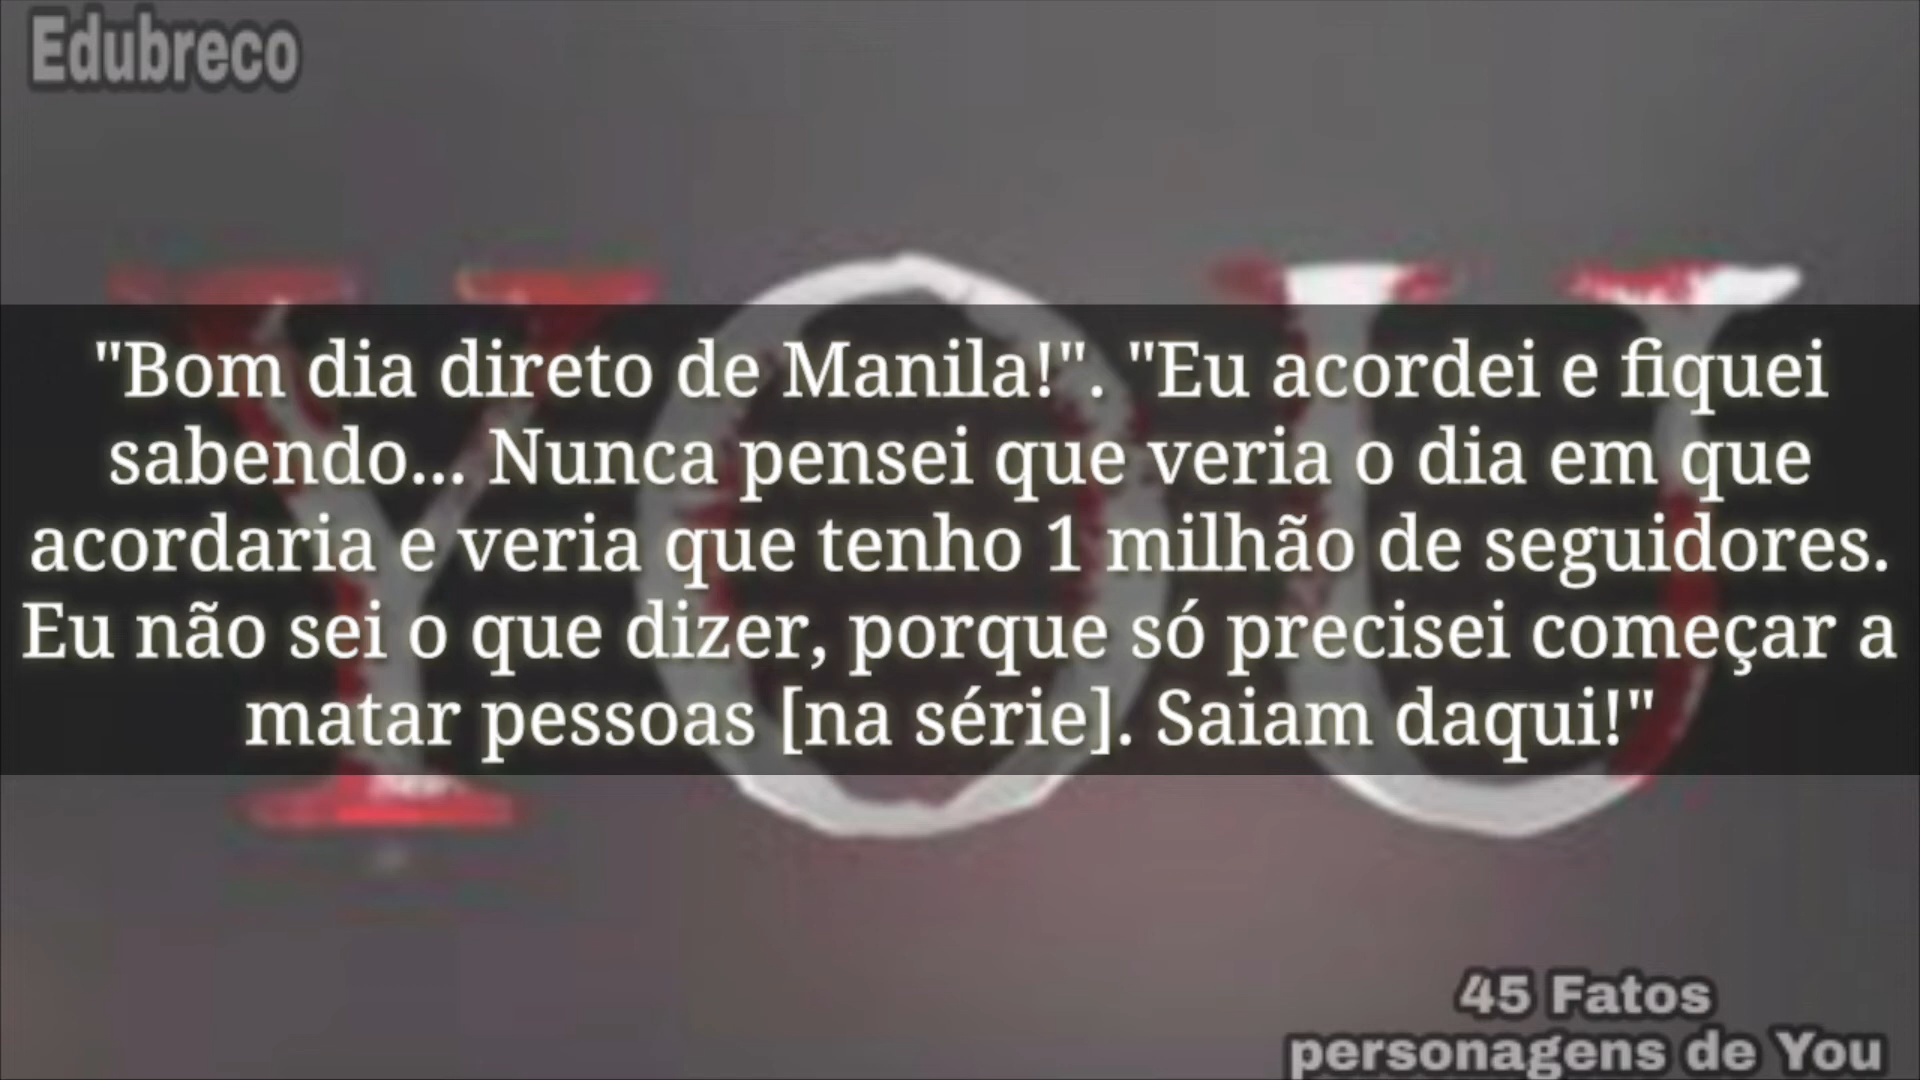 Edubreco
YOU
"Bom dia direto de Manila!". "Eu acordei e fiquei
sabendo... Nunca pensei que veria o dia em que
acordaria e veria que tenho 1 milhão de seguidores.
Eu não sei o que dizer, porque só precisei começar a
matar pessoas [na série]. Saiam daqui!"
45 Fatos
personagens de You